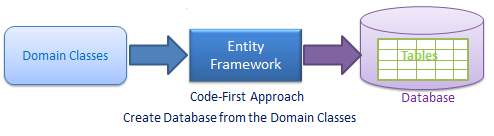 Domain Classes
Entity
Framework
Tables
Code-First Approach
Database
Create Database from the Domain Classes